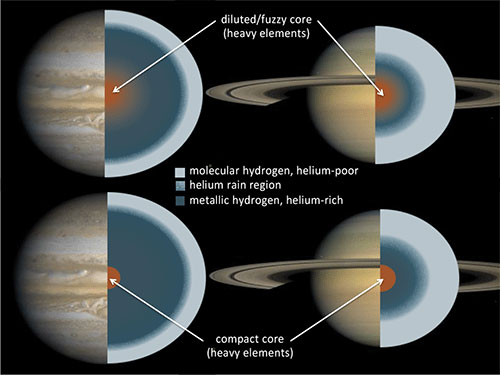 diluted/fuzzy core
(heavy elements)
molecular hydrogen, helium-poor
helium rain region
metallic hydrogen, helium-rich
compact core
(heavy elements)